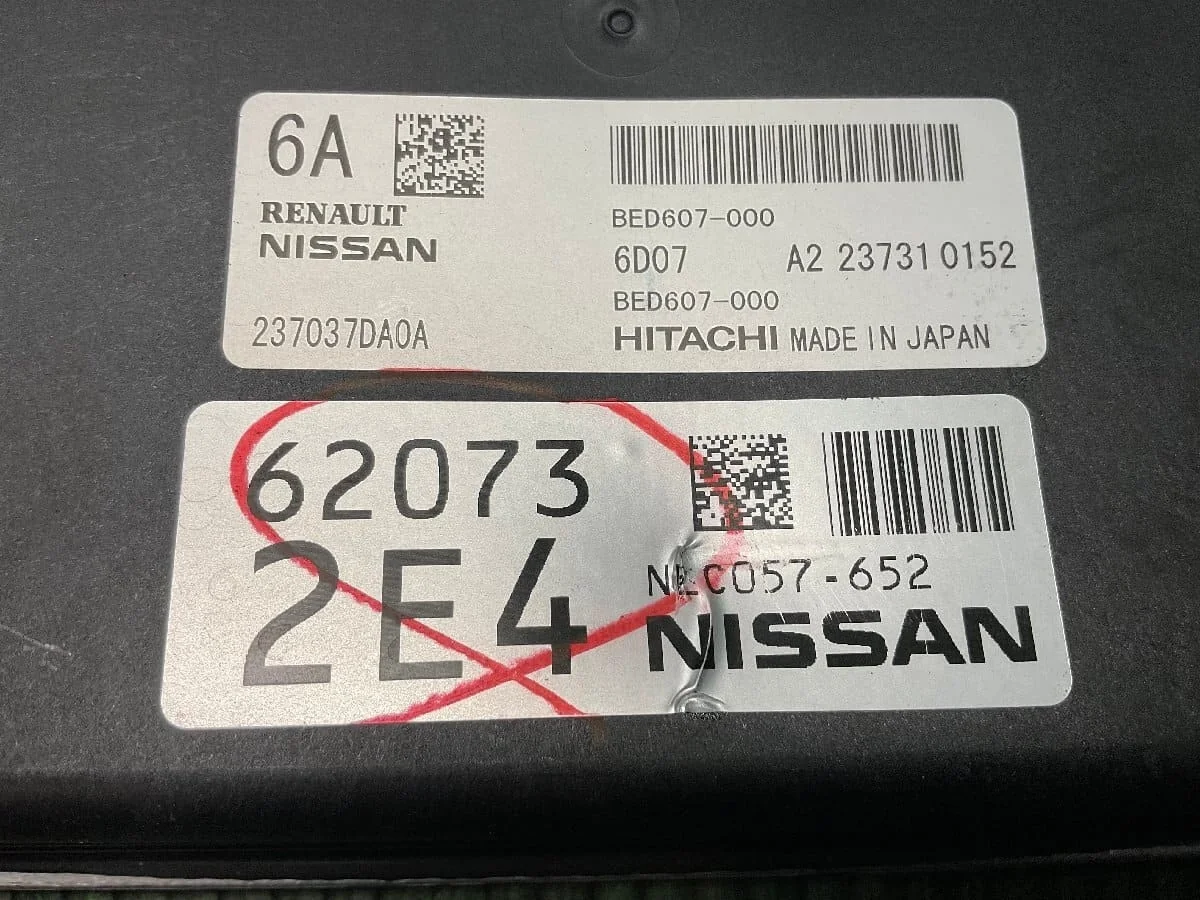 6A
RENAULT
NISSAN
237037DA0A
BED607-000
6D07 A2 237310152
BED607-000
HITACHI MADE IN JAPAN
62073
2E4
NEC057-652
NISSAN